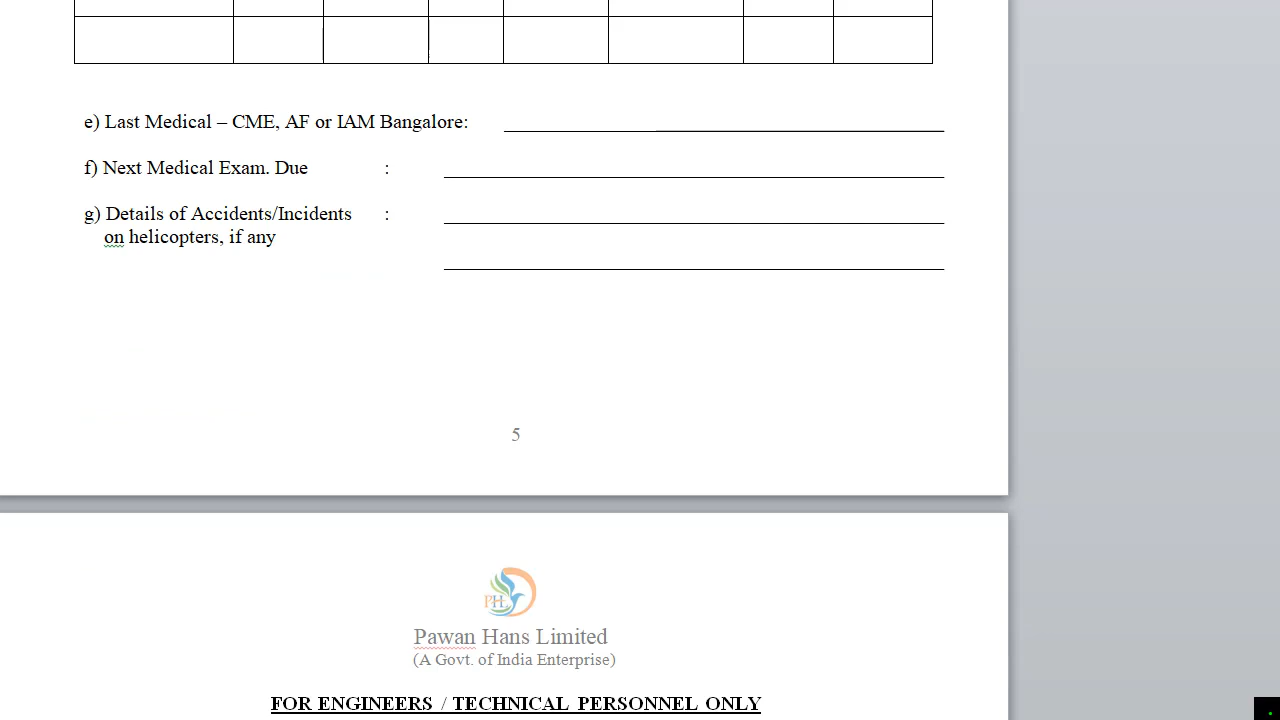 e) Last Medical – CME, AF or IAM Bangalore:
f) Next Medical Exam. Due :
g) Details of Accidents/Incidents :
on helicopters, if any
5
PHL
Pawan Hans Limited
(A Govt. of India Enterprise)
FOR ENGINEERS / TECHNICAL PERSONNEL ONLY